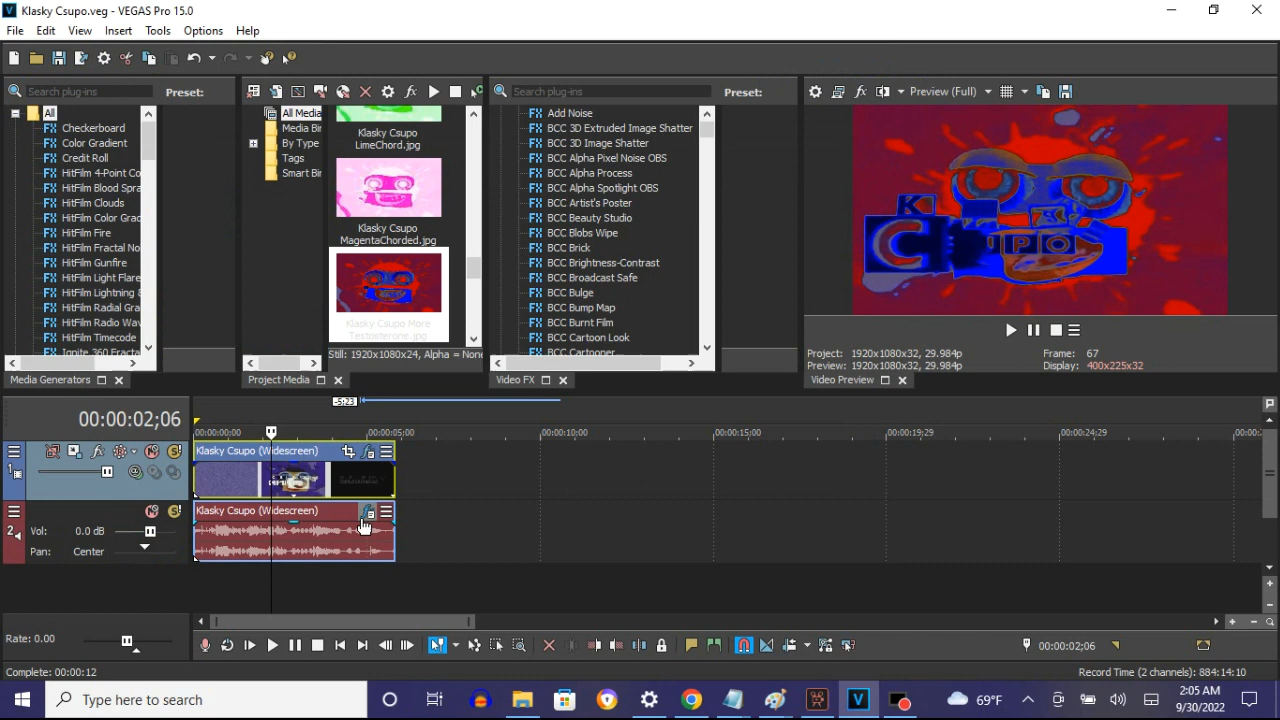 Klasky Csupo.veg - VEGAS Pro 15.0
File Edit View Insert Tools Options Help
Search plug-ins
Preset:
All
Checkerboard
Color Gradient
Credit Roll
HitFilm 4-Point Co
HitFilm Blood Spra
HitFilm Clouds
HitFilm Color Grad
HitFilm Fire
HitFilm Fractal No
HitFilm Gunfire
HitFilm Light Flare
HitFilm Lightning &
HitFilm Radial Gra
HitFilm Radio Wav
HitFilm Timecode
Ignite 360 Fracta
Media Generators
All Media
Media Bi
By Type
Tags
Smart Bi
Klasky Csupo
LimeChord.jpg
Klasky Csupo
MagentaChorded.jpg
Klasky Csupo More
Testosterone.jpg
Still: 1920x1080x24, Alpha = None
Project Media
Search plug-ins
Preset:
Add Noise
BCC 3D Extruded Image Shatter
BCC 3D Image Shatter
BCC Alpha Pixel Noise OBS
BCC Alpha Process
BCC Alpha Spotlight OBS
BCC Artist's Poster
BCC Beauty Studio
BCC Blobs Wipe
BCC Brick
BCC Brightness-Contrast
BCC Broadcast Safe
BCC Bulge
BCC Bump Map
BCC Burnt Film
BCC Cartoon Look
BCC Cartooner
Video FX
Preview (Full)
K
C PO
Project: 1920x1080x32, 29.984p
Preview: 1920x1080x32, 29.984p
Frame: 67
Display: 400x225x32
Video Preview
00:00:02;06
-5;23
00:00:00;00 00:00:05;00 00:00:10;00 00:00:15;00 00:00:19;29 00:00:24;29 00:00:2
1
Klasky Csupo (Widescreen)
2
Vol: 0.0 dB
Pan: Center
Klasky Csupo (Widescreen)
Rate: 0.00
00:00:02;06
Complete: 00:00:12
Record Time (2 channels): 884:14:10
Type here to search
69°F
2:05 AM
9/30/2022